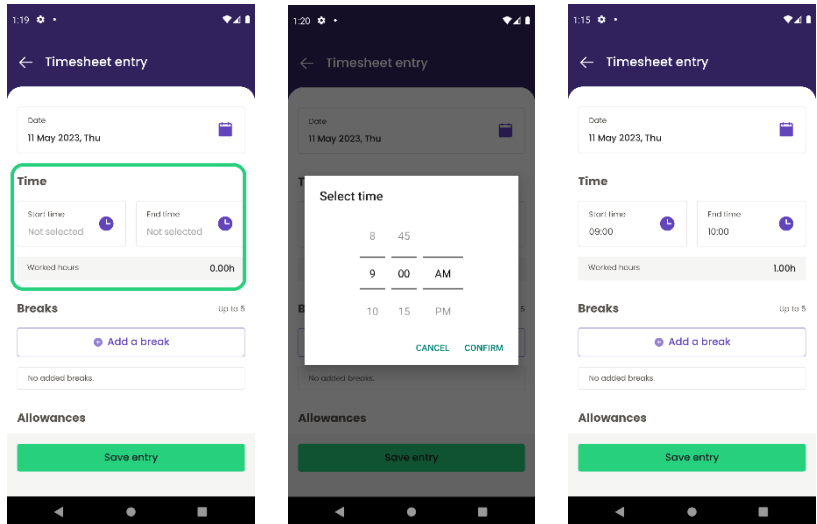 1:19
Timesheet entry
Date
11 May 2023, Thu
Time
Start time
Not selected
End time
Not selected
Worked hours 0.00h
Breaks Up to 5
Add a break
No added breaks.
Allowances
Save entry
1:20
Timesheet entry
Date
11 May 2023, Thu
T
Select time
8 45
9 00 AM
10 15 PM
CANCEL CONFIRM
B 5
No added breaks.
Allowances
Save entry
1:15
Timesheet entry
Date
11 May 2023, Thu
Time
Start time
09:00
End time
10:00
Worked hours 1.00h
Breaks Up to 5
Add a break
No added breaks.
Allowances
Save entry